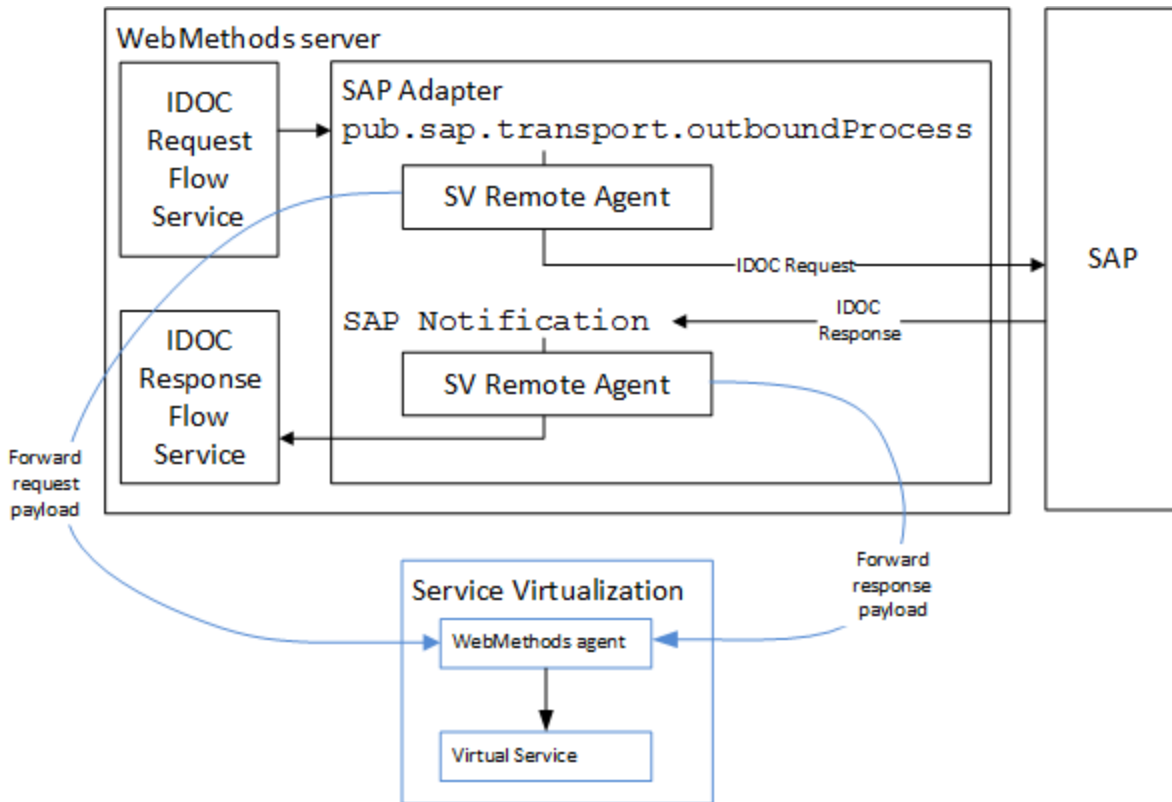 WebMethods server
IDOC
Request
Flow
Service
SAP Adapter
pub.sap.transport.outboundProcess
SV Remote Agent
IDOC Request
SAP
IDOC
Response
SAP Notification
SV Remote Agent
IDOC
Response
Flow
Service
Forward
request
payload
Forward
response
payload
Service Virtualization
WebMethods agent
Virtual Service